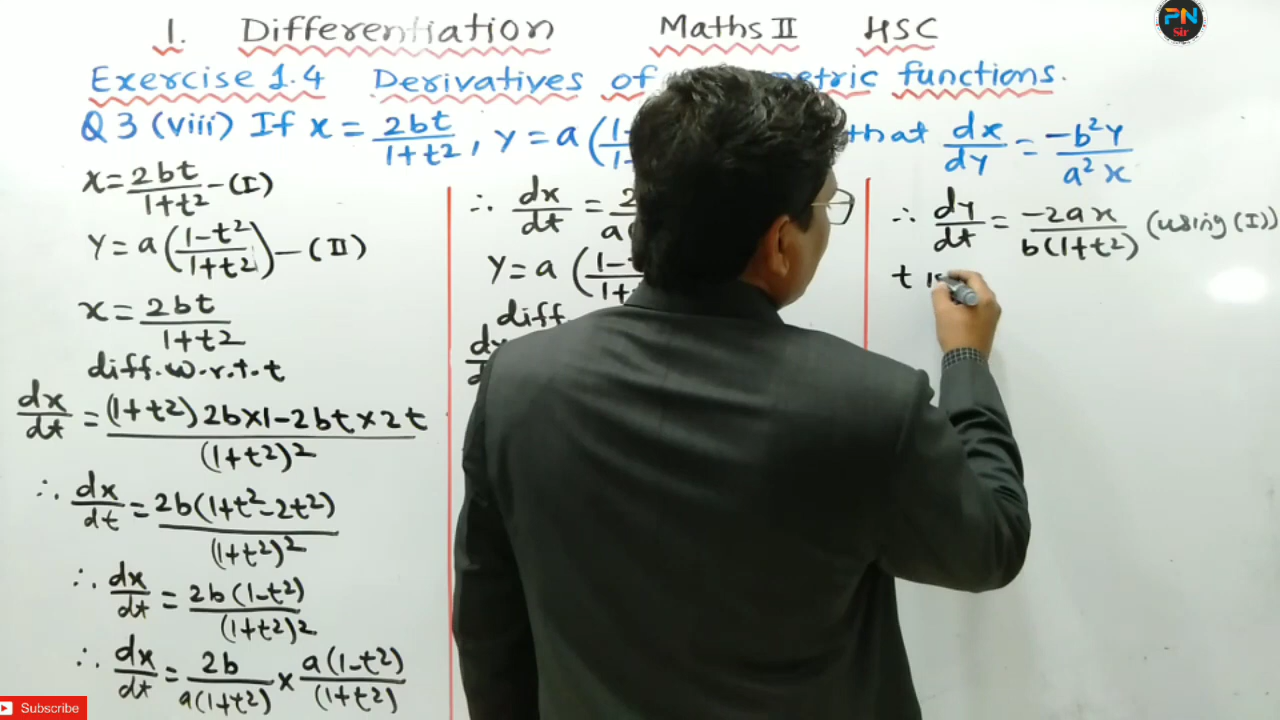 1. Differentiation Maths II HSC
PN Sir
Exercise 1.4 Derivatives of functions.
Q 3 (viii) If x = 2bt / 1+t², y = a( that dx/dy = -b²y / a²x
x = 2bt / 1+t² - (I)
y = a(1-t² / 1+t²) - (II)
x = 2bt / 1+t²
diff. w.r.t. t
dx/dt = (1+t²) 2b×1 - 2bt × 2t / (1+t²)²
∴ dx/dt = 2b(1+t²-2t²) / (1+t²)²
∴ dx/dt = 2b(1-t²) / (1+t²)²
∴ dx/dt = 2b / a(1+t²) × a(1-t²) / (1+t²)
∴ dx/dt =
y = a
diff.
∴ dy/dt = -2ax / b(1+t²) (using (I))
t
Subscribe